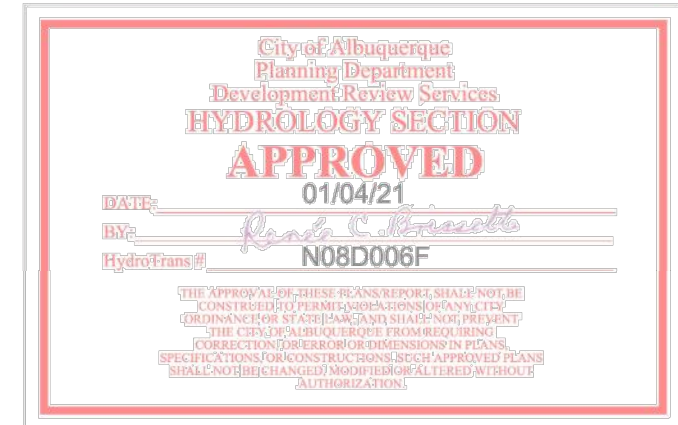 City of Albuquerque
Planning Department
Development Review Services
HYDROLOGY SECTION
APPROVED
DATE: 01/04/21
BY: Renée C. Brissette
HydroTrans # N08D006F
THE APPROVAL OF THESE PLANS/REPORT SHALL NOT BE
CONSTRUED TO PERMIT VIOLATIONS OF ANY CITY
ORDINANCE OR STATE LAW, AND SHALL NOT PREVENT
THE CITY OF ALBUQUERQUE FROM REQUIRING
CORRECTION, OR ERROR OR DIMENSIONS IN PLANS,
SPECIFICATIONS, OR CONSTRUCTIONS. SUCH APPROVED PLANS
SHALL NOT BE CHANGED, MODIFIED OR ALTERED WITHOUT
AUTHORIZATION.